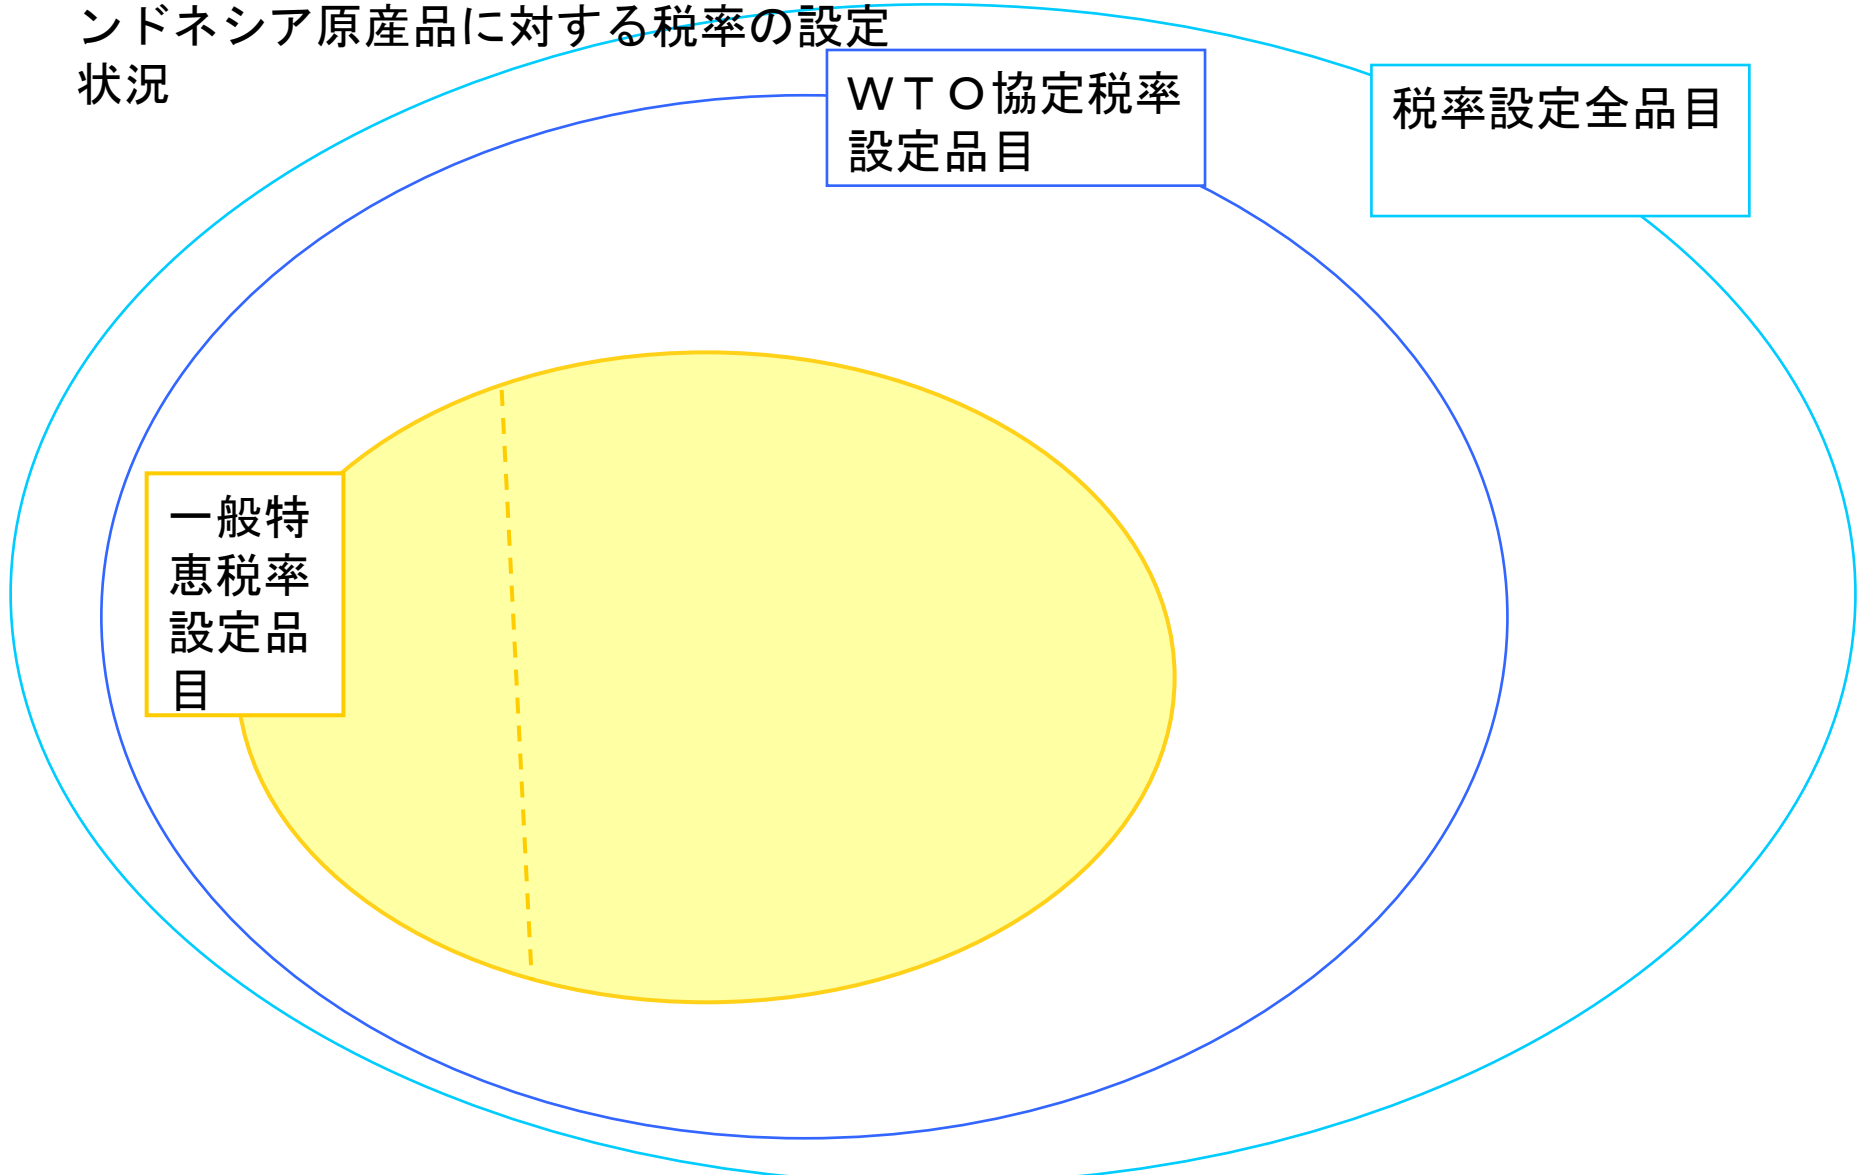 ンドネシア原産品に対する税率の設定
状況
ＷＴＯ協定税率
設定品目
税率設定全品目
一般特
恵税率
設定品
目